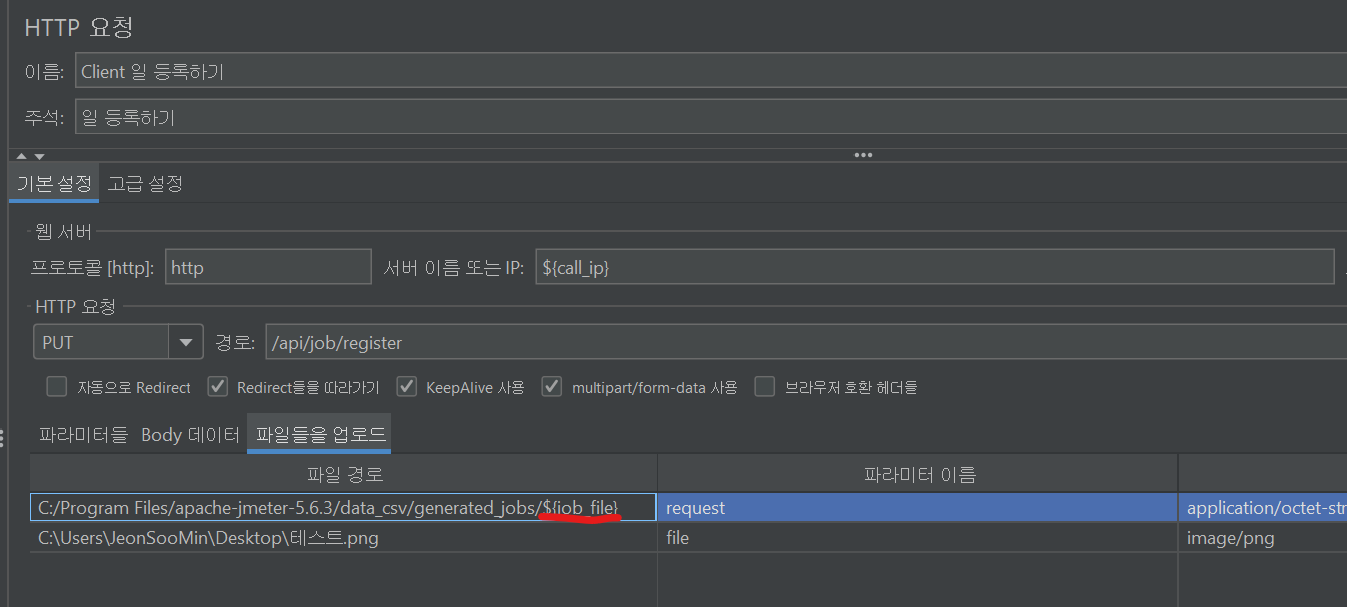 HTTP 요청
이름: Client 일 등록하기
주석: 일 등록하기
기본 설정 고급 설정
웹 서버
프로토콜 [http]: http 서버 이름 또는 IP: ${call_ip}
HTTP 요청
PUT 경로: /api/job/register
자동으로 Redirect Redirect들을 따라가기 KeepAlive 사용 multipart/form-data 사용 브라우저 호환 헤더들
파라미터들 Body 데이터 파일들을 업로드
파일 경로 파라미터 이름
C:/Program Files/apache-jmeter-5.6.3/data_csv/generated_jobs/${job_file} request application/octet-str
C:\Users\JeonSooMin\Desktop\테스트.png file image/png